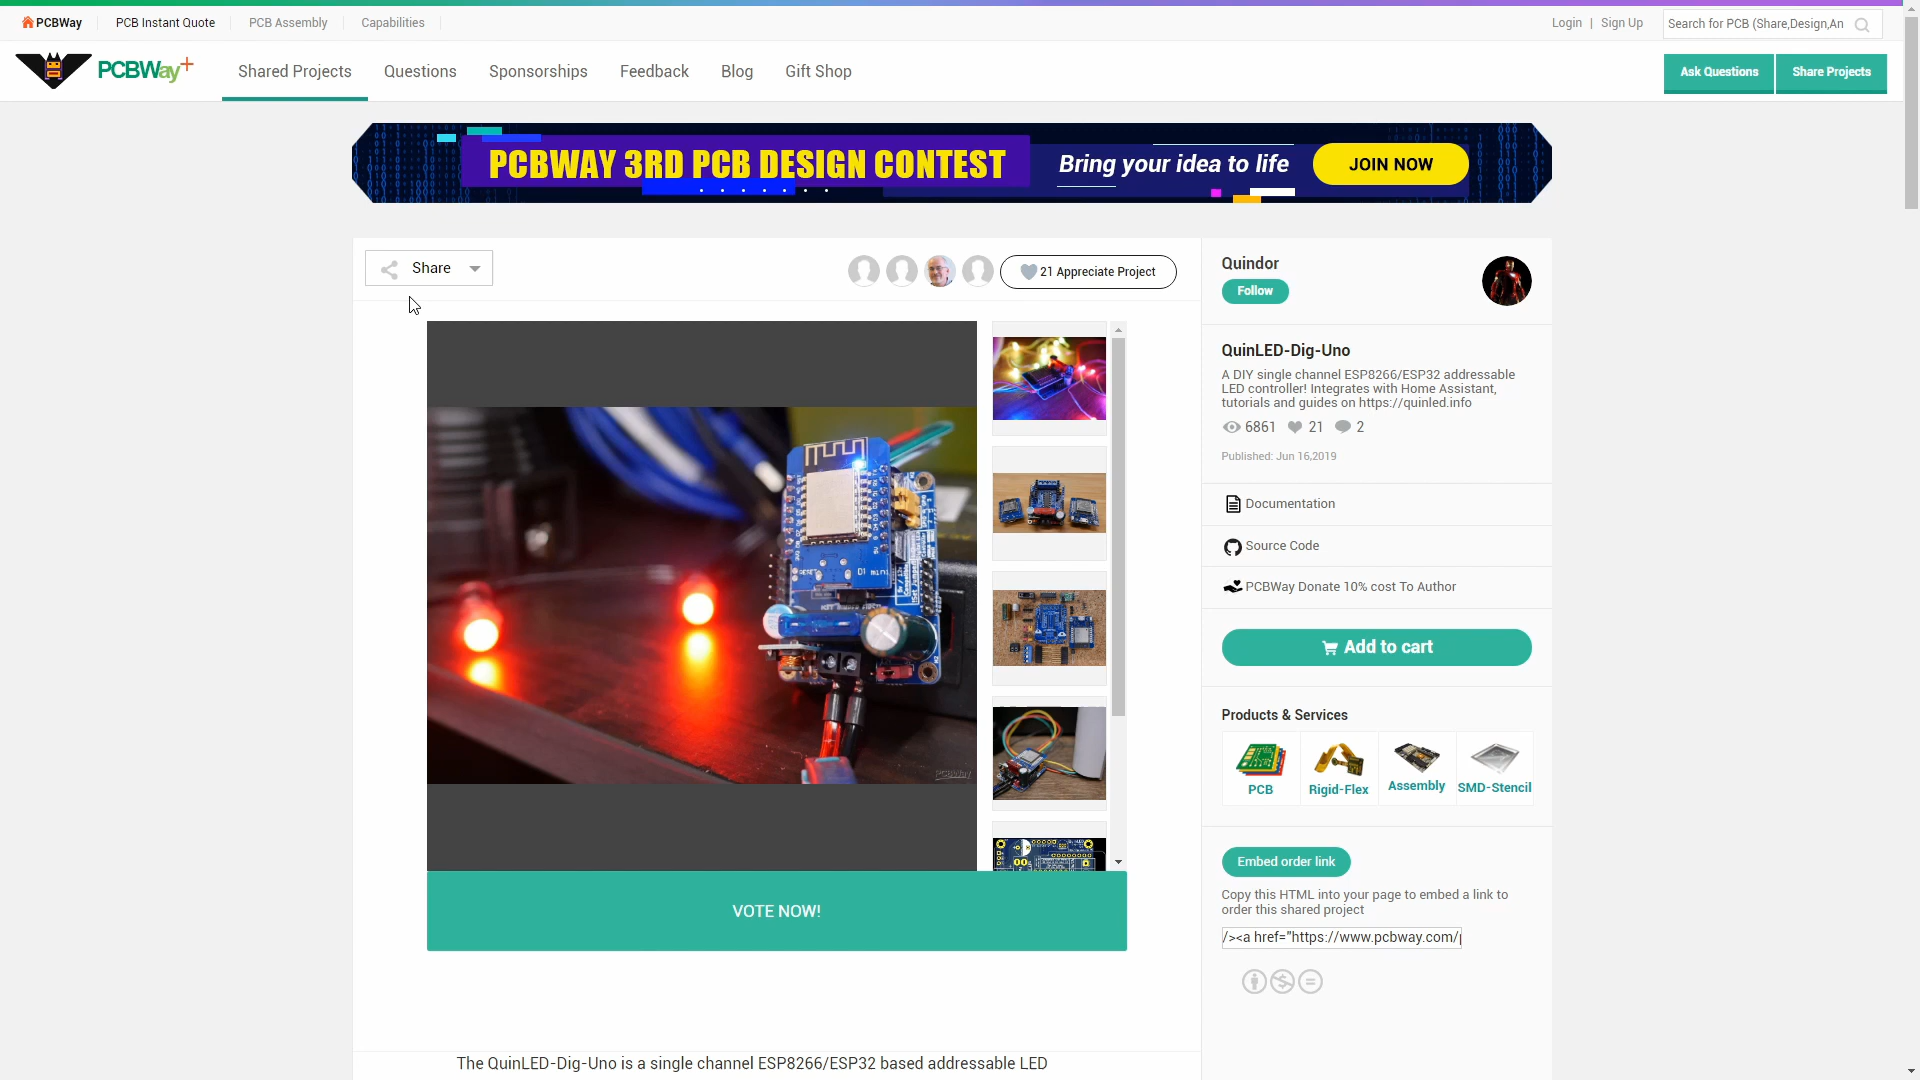 PCBWay
PCB Instant Quote
PCB Assembly
Capabilities
Login | Sign Up
Search for PCB (Share,Design,An
PCBWay+
Shared Projects
Questions
Sponsorships
Feedback
Blog
Gift Shop
Ask Questions
Share Projects
PCBWAY 3RD PCB DESIGN CONTEST
Bring your idea to life
JOIN NOW
Share
21 Appreciate Project
Quindor
Follow
QuinLED-Dig-Uno
A DIY single channel ESP8266/ESP32 addressable
LED controller! Integrates with Home Assistant,
tutorials and guides on https://quinled.info
6861 21 2
Published: Jun 16,2019
Documentation
Source Code
PCBWay Donate 10% cost To Author
Add to cart
Products & Services
PCB
Rigid-Flex
Assembly
SMD-Stencil
Embed order link
Copy this HTML into your page to embed a link to
order this shared project
/><a href="https://www.pcbway.com/
D1 mini
PCBWay
VOTE NOW!
The QuinLED-Dig-Uno is a single channel ESP8266/ESP32 based addressable LED